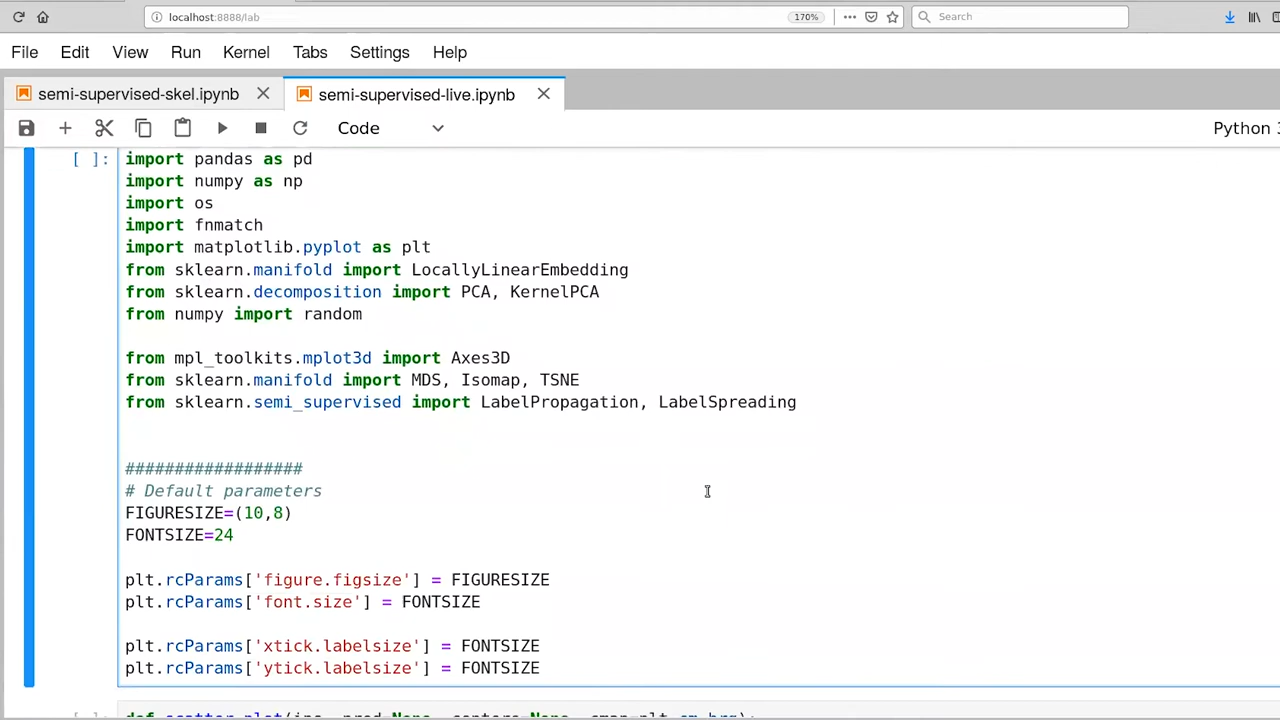 localhost:8888/lab 170% Search
File Edit View Run Kernel Tabs Settings Help
semi-supervised-skel.ipynb semi-supervised-live.ipynb
Code Python 3
[ ]:
import pandas as pd
import numpy as np
import os
import fnmatch
import matplotlib.pyplot as plt
from sklearn.manifold import LocallyLinearEmbedding
from sklearn.decomposition import PCA, KernelPCA
from numpy import random
from mpl_toolkits.mplot3d import Axes3D
from sklearn.manifold import MDS, Isomap, TSNE
from sklearn.semi_supervised import LabelPropagation, LabelSpreading
##################
# Default parameters
FIGURESIZE=(10,8)
FONTSIZE=24
plt.rcParams['figure.figsize'] = FIGURESIZE
plt.rcParams['font.size'] = FONTSIZE
plt.rcParams['xtick.labelsize'] = FONTSIZE
plt.rcParams['ytick.labelsize'] = FONTSIZE